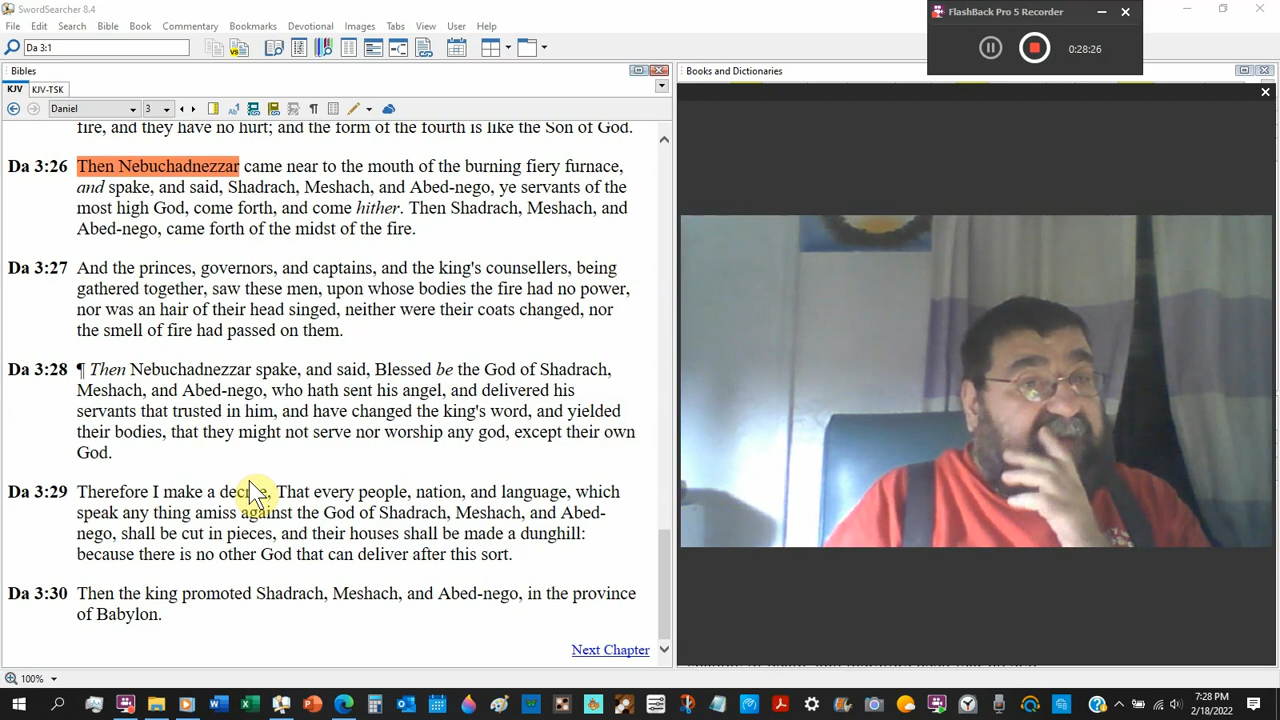 SwordSearcher 8.4
File Edit Search Bible Book Commentary Bookmarks Devotional Images Tabs View User Help
Da 3:1
FlashBack Pro 5 Recorder
0:28:26
Bibles
Books and Dictionaries
KJV KJV-TSK
Daniel 3
fire, and they have no hurt; and the form of the fourth is like the Son of God.
Da 3:26 Then Nebuchadnezzar came near to the mouth of the burning fiery furnace,
and spake, and said, Shadrach, Meshach, and Abed-nego, ye servants of the
most high God, come forth, and come hither. Then Shadrach, Meshach, and
Abed-nego, came forth of the midst of the fire.
Da 3:27 And the princes, governors, and captains, and the king's counsellers, being
gathered together, saw these men, upon whose bodies the fire had no power,
nor was an hair of their head singed, neither were their coats changed, nor
the smell of fire had passed on them.
Da 3:28 ¶ Then Nebuchadnezzar spake, and said, Blessed be the God of Shadrach,
Meshach, and Abed-nego, who hath sent his angel, and delivered his
servants that trusted in him, and have changed the king's word, and yielded
their bodies, that they might not serve nor worship any god, except their own
God.
Da 3:29 Therefore I make a decree, That every people, nation, and language, which
speak any thing amiss against the God of Shadrach, Meshach, and Abed-
nego, shall be cut in pieces, and their houses shall be made a dunghill:
because there is no other God that can deliver after this sort.
Da 3:30 Then the king promoted Shadrach, Meshach, and Abed-nego, in the province
of Babylon.
Next Chapter
100%
7:28 PM
2/18/2022